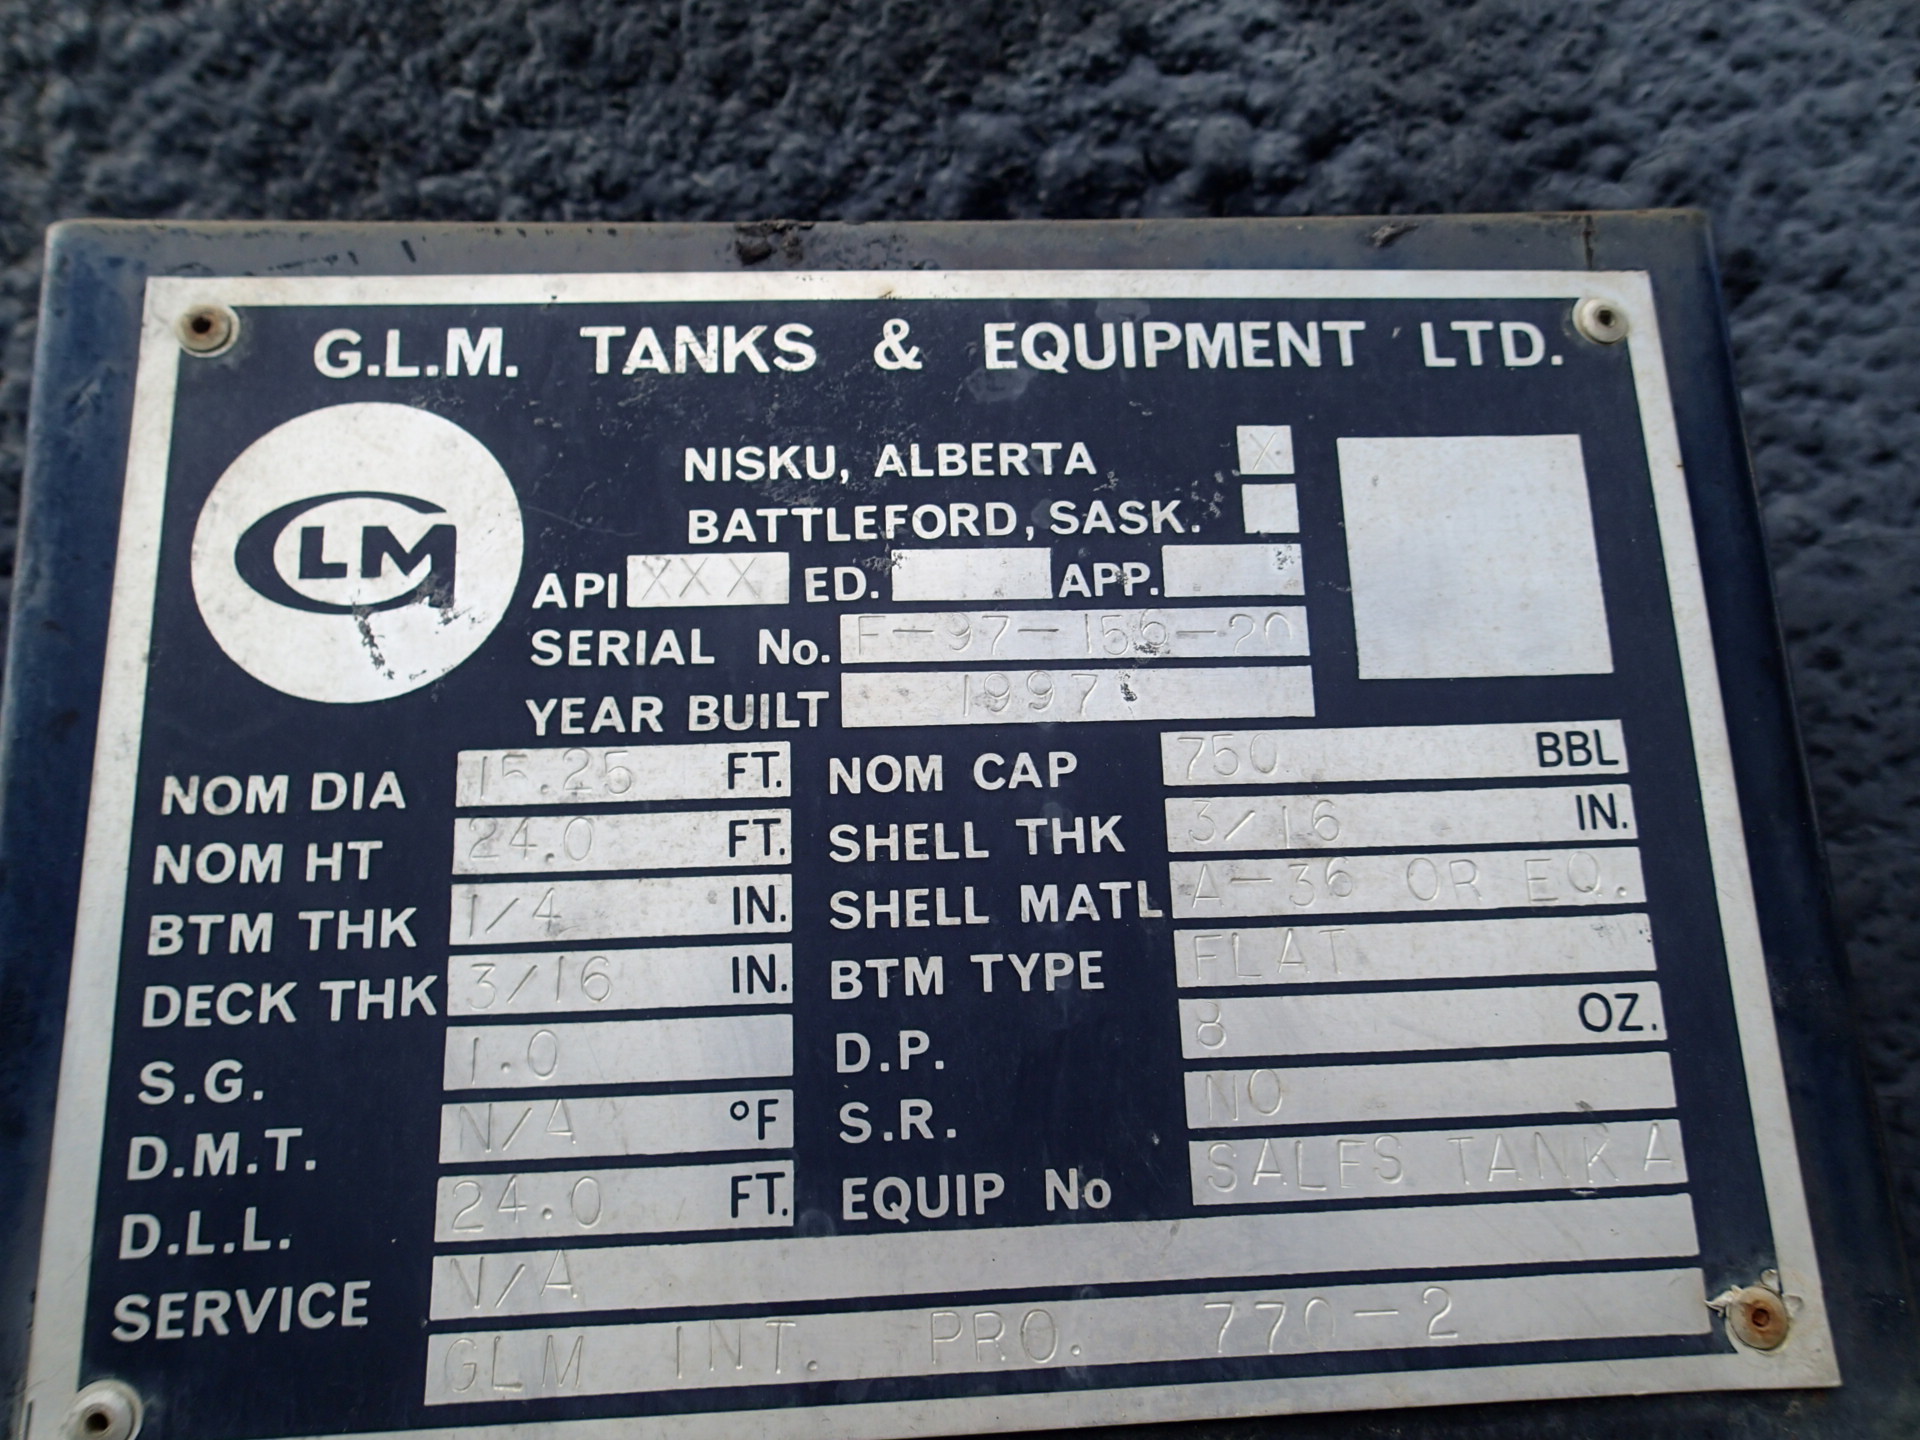 G.L.M. TANKS & EQUIPMENT LTD.
GLM
NISKU, ALBERTA X
BATTLEFORD, SASK.
API XXX ED. APP.
SERIAL No. F-97-156-20
YEAR BUILT 1997
NOM DIA 15.25 FT. NOM CAP 750 BBL
NOM HT 24.0 FT. SHELL THK 3/16 IN.
BTM THK 1/4 IN. SHELL MATL A-36 OR EQ.
DECK THK 3/16 IN. BTM TYPE FLAT
S.G. 1.0 D.P. 8 OZ.
D.M.T. N/A °F S.R. NO
D.L.L. 24.0 FT. EQUIP No SALES TANK A
SERVICE N/A
GLM INT. PRO. 770-2